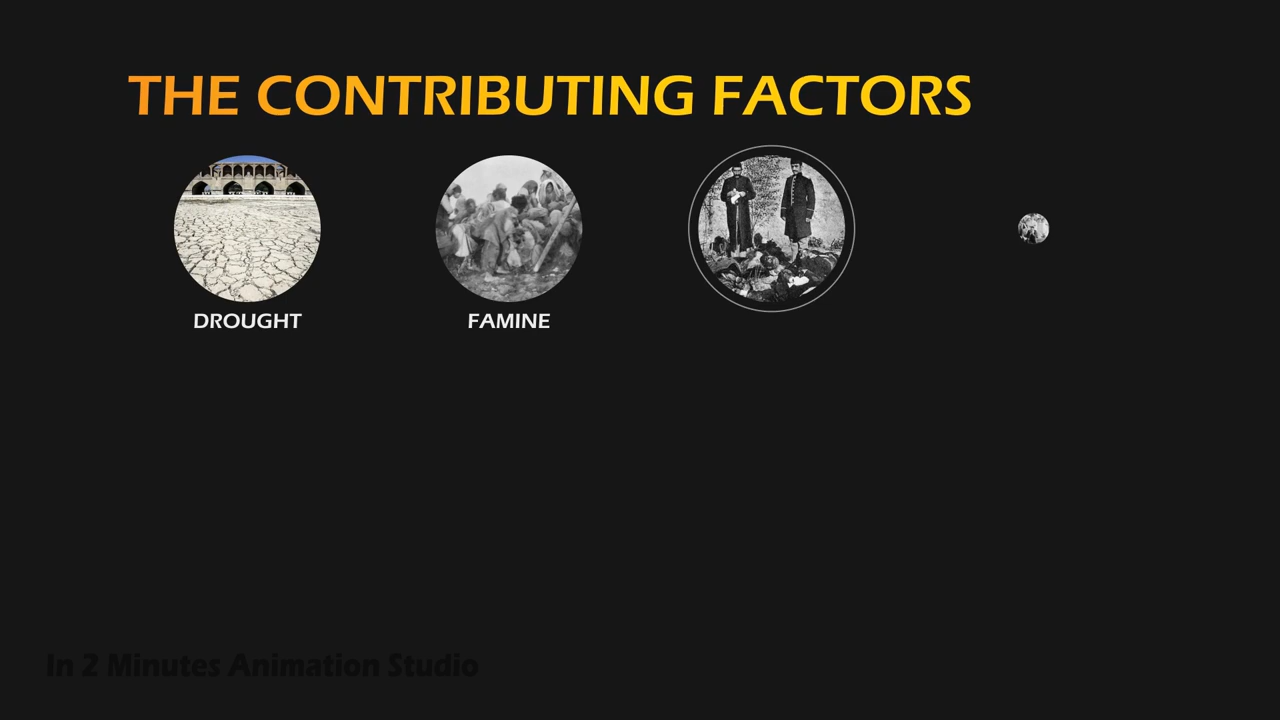 THE CONTRIBUTING FACTORS
DROUGHT
FAMINE
In 2 Minutes Animation Studio